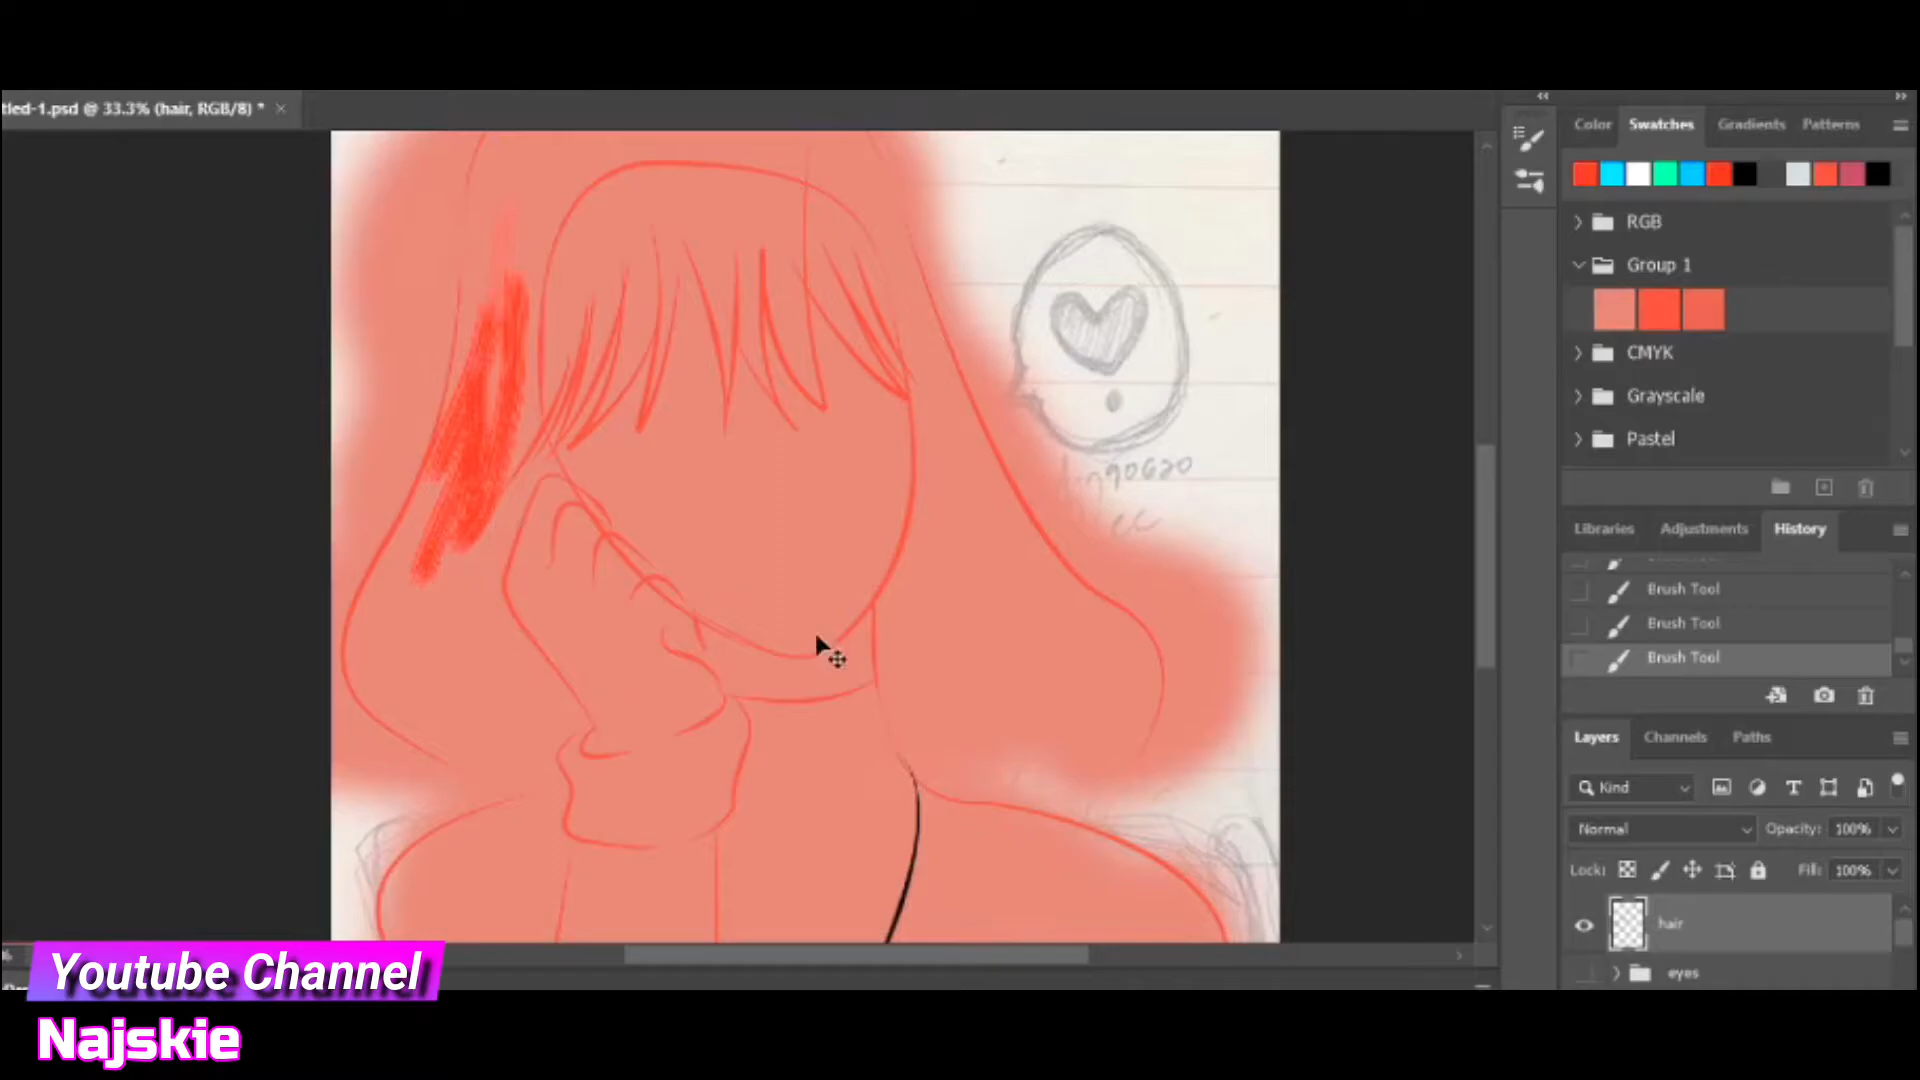 tled-1.psd @ 33.3% (hair, RGB/8) *
Color Swatches Gradients Patterns
RGB
Group 1
CMYK
Grayscale
Pastel
Libraries Adjustments History
Brush Tool
Brush Tool
Brush Tool
Layers Channels Paths
Kind
Normal Opacity: 100%
Lock: Fill: 100%
hair
eyes
Youtube Channel
Najskie